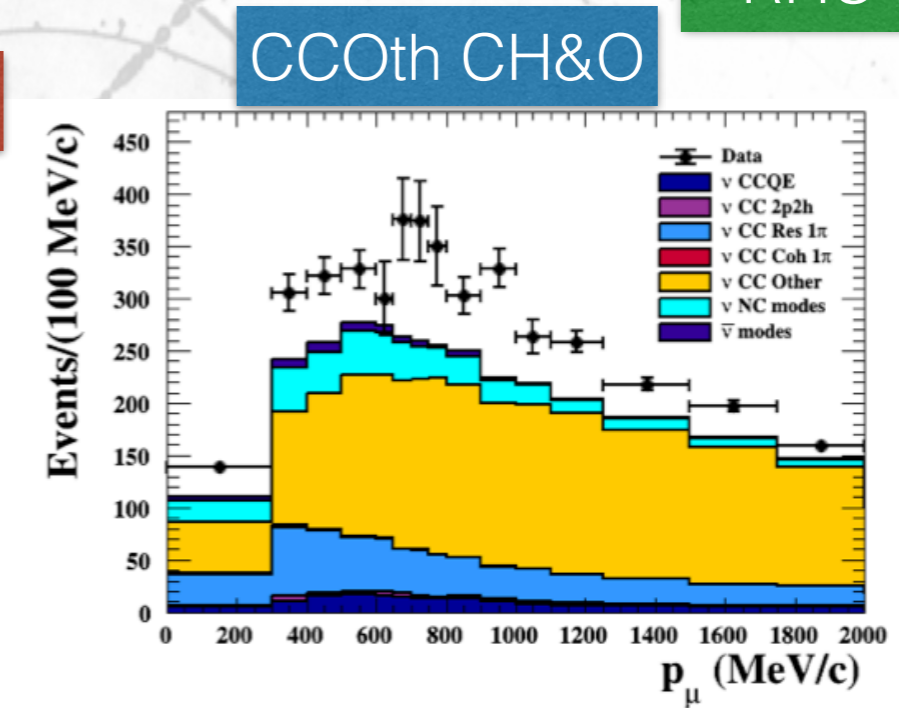 CCOth CH&O
Events/(100 MeV/c)
450
400
350
300
250
200
150
100
50
0
Data
ν CCQE
ν CC 2p2h
ν CC Res 1π
ν CC Coh 1π
ν CC Other
ν NC modes
ν̅ modes
0 200 400 600 800 1000 1200 1400 1600 1800 2000
pμ (MeV/c)